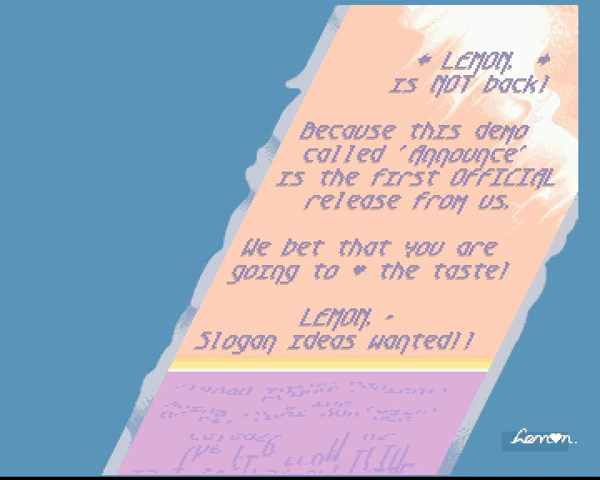 ♥ LEMON. ♥
is NOT back!
Because this demo
called 'Announce'
is the first OffICIAL
release from us.
We bet that you are
going to ♥ the taste!
LEMON. -
Slogan ideas wanted!!
Lem♥n.